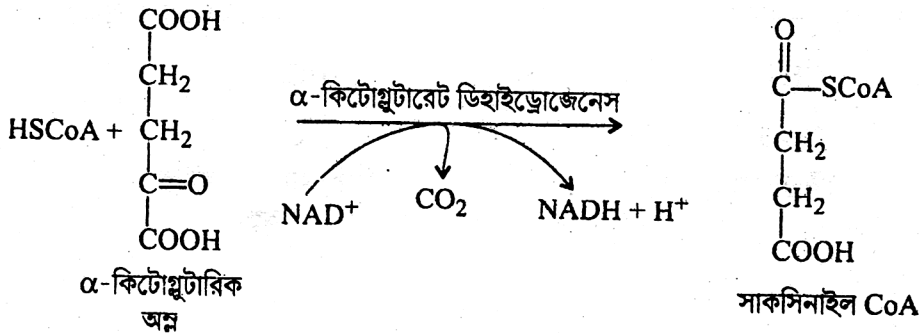 COOH
CH₂
HSCoA + CH₂
C=O
COOH
α-কিটোগ্লুটারিক
অম্ল
α-কিটোগ্লুটারেট ডিহাইড্রোজেনেস
NAD⁺
CO₂
NADH + H⁺
O
C—SCoA
CH₂
CH₂
COOH
সাকসিনাইল CoA